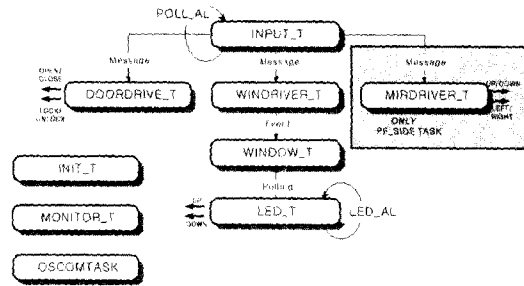 POLL_AL
INPUT_T
Message
Message
Message
OPEN/
CLOSE
LOCK/
UNLOCK
DOORDRIVE_T
WINDRIVER_T
MIRDRIVER_T
UP/DOWN
LEFT/
RIGHT
ONLY
PF_SIDE TASK
Event
INIT_T
WINDOW_T
MONITOR_T
UP
DOWN
LED_T
LED_AL
OSCOMTASK